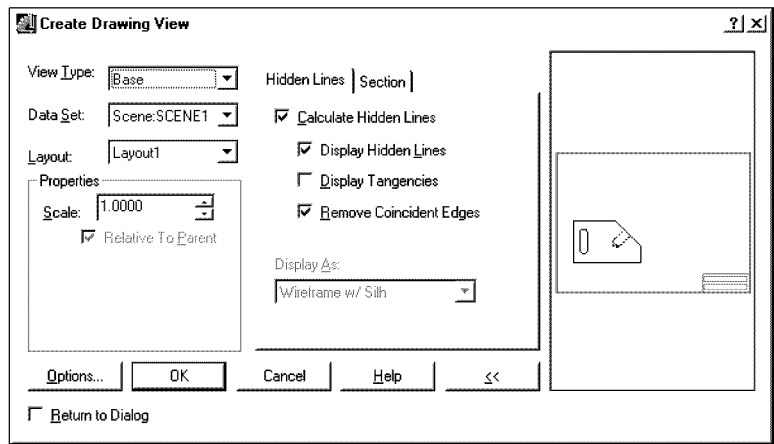 Create Drawing View
View Type:
Base
Data Set:
Scene:SCENE1
Layout:
Layout1
Properties
Scale:
1.0000
Relative To Parent
Hidden Lines
Section
Calculate Hidden Lines
Display Hidden Lines
Display Tangencies
Remove Coincident Edges
Display As:
Wireframe w/ Silh
Options...
OK
Cancel
Help
<<
Return to Dialog